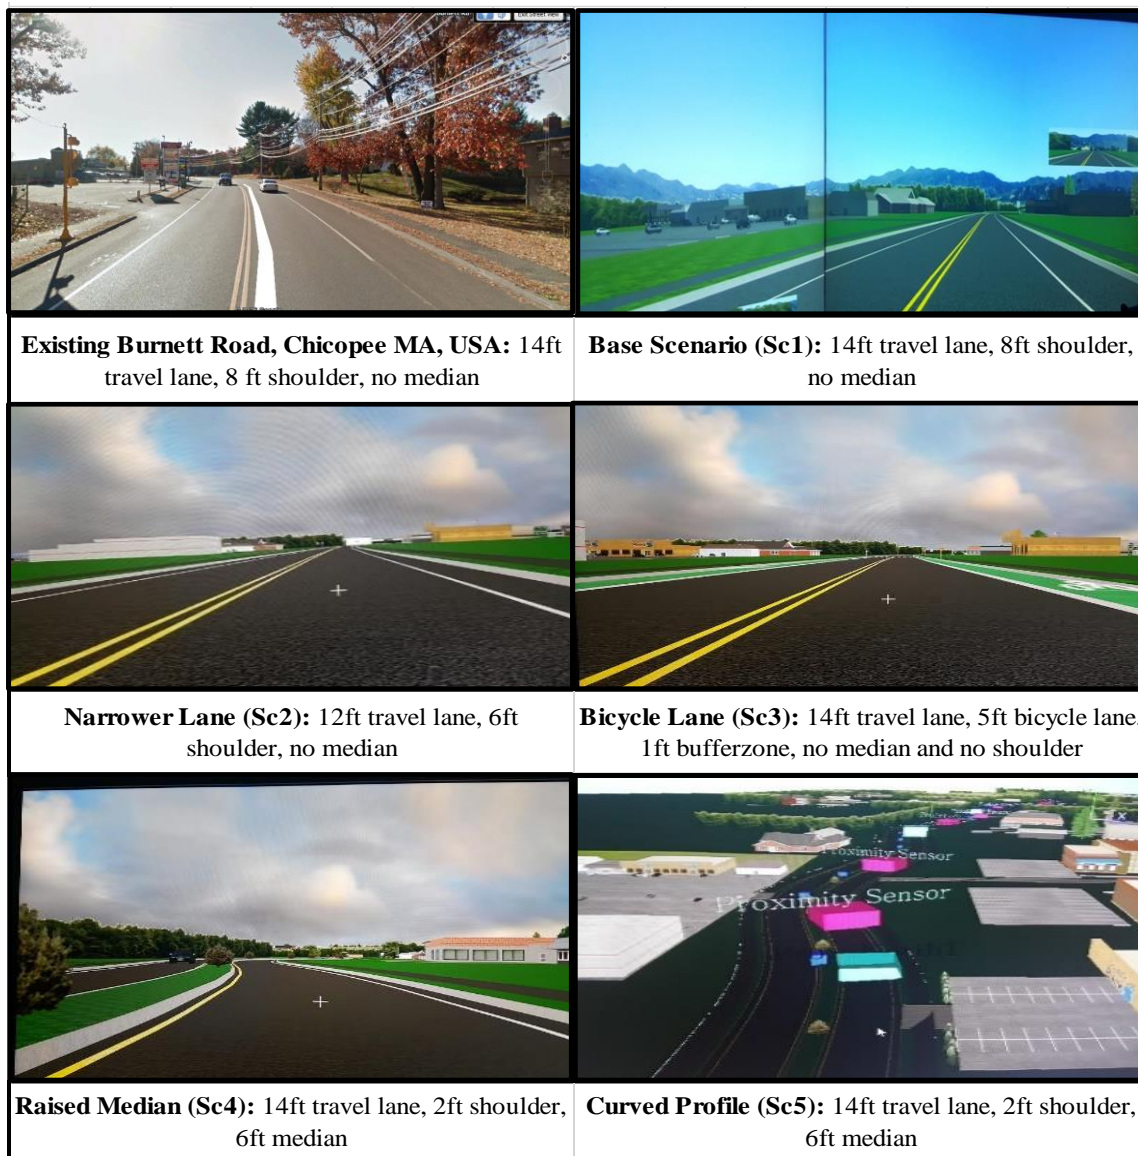 Exit Street View
Existing Burnett Road, Chicopee MA, USA: 14ft
travel lane, 8 ft shoulder, no median
Base Scenario (Sc1): 14ft travel lane, 8ft shoulder,
no median
Narrower Lane (Sc2): 12ft travel lane, 6ft
shoulder, no median
Bicycle Lane (Sc3): 14ft travel lane, 5ft bicycle lane,
1ft bufferzone, no median and no shoulder
Proximity Sensor
Proximity Sensor
Raised Median (Sc4): 14ft travel lane, 2ft shoulder,
6ft median
Curved Profile (Sc5): 14ft travel lane, 2ft shoulder,
6ft median